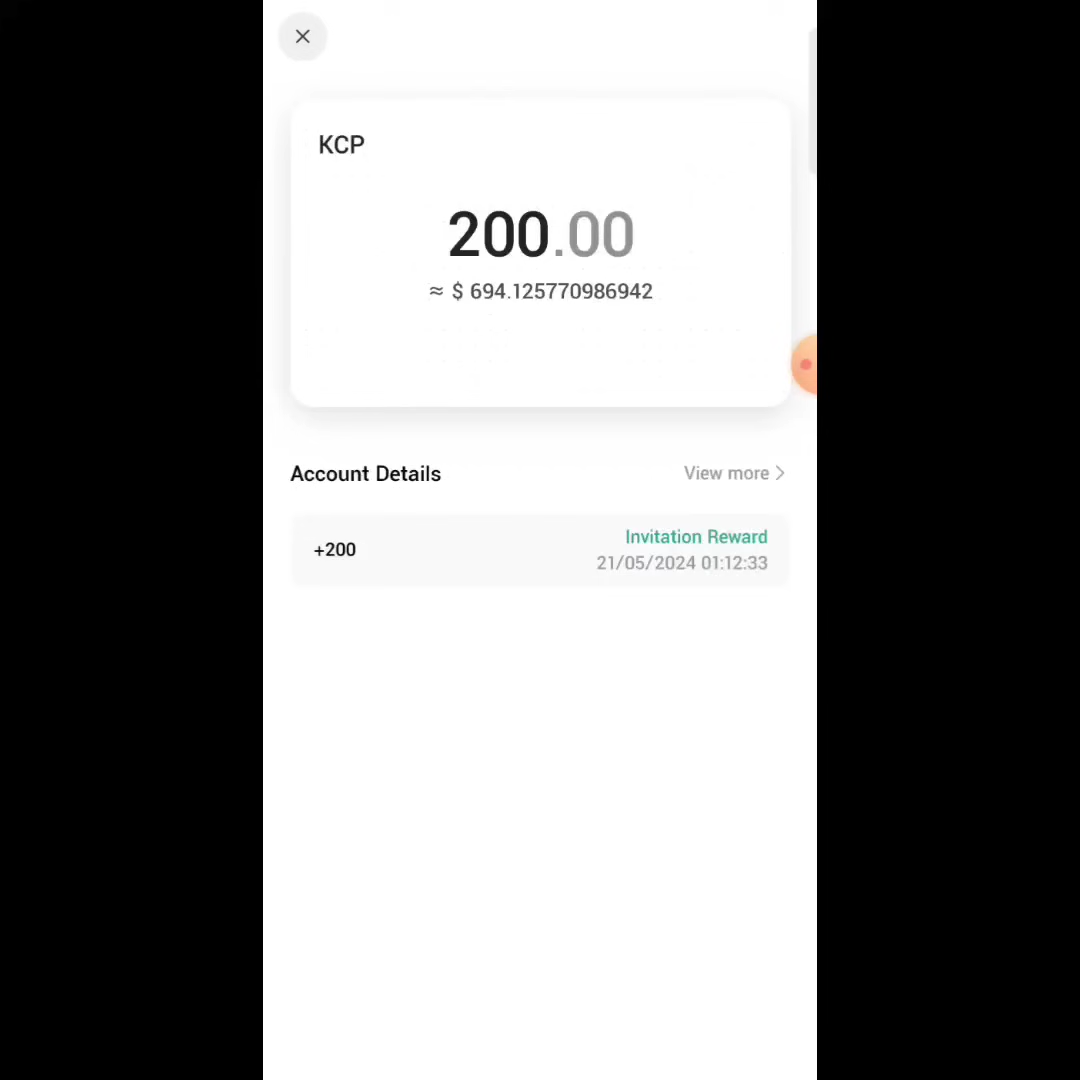 KCP
200.00
≈ $ 694.125770986942
Account Details
View more
+200
Invitation Reward
21/05/2024 01:12:33